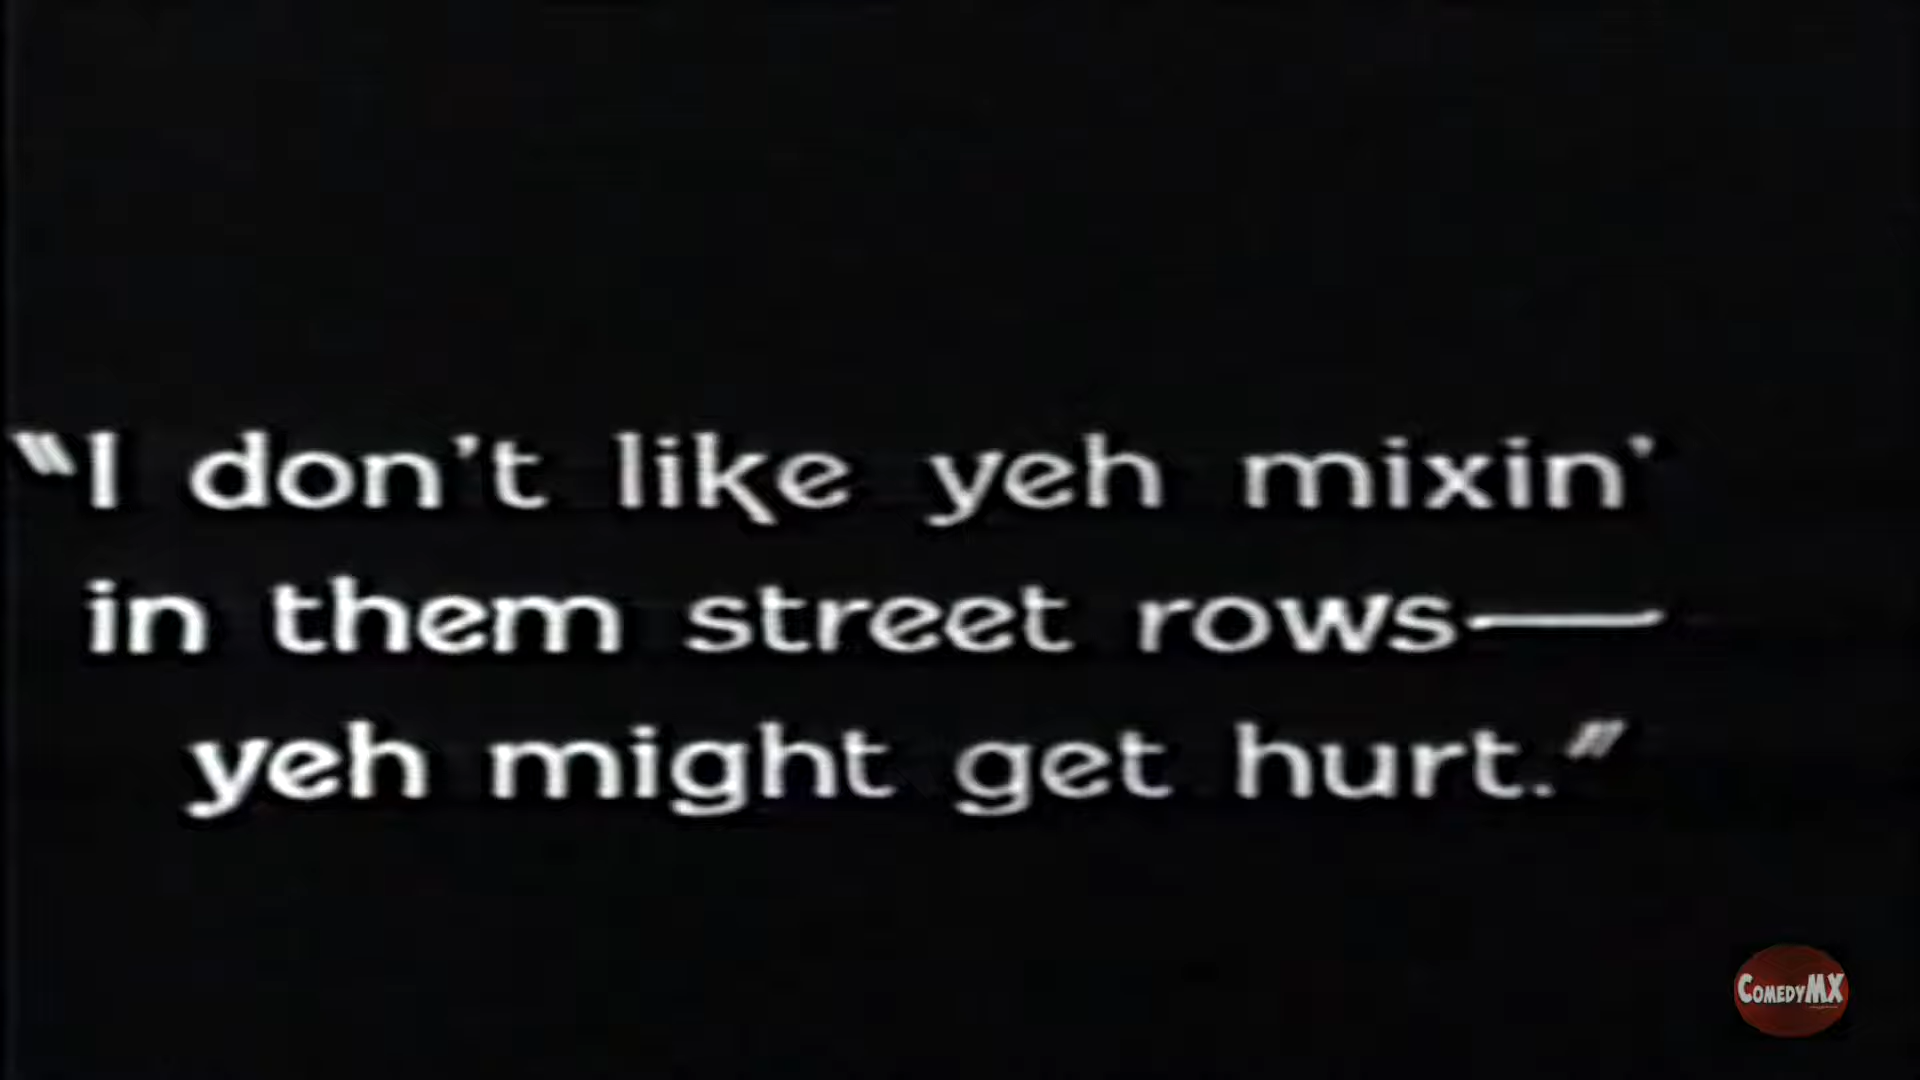 “I don't like yeh mixin'
in them street rows—
yeh might get hurt.”
COMEDYMX